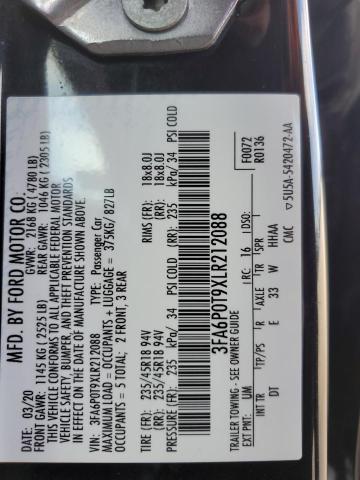 MFD. BY FORD MOTOR CO.
DATE: 03/20 GVWR: 2168 KG ( 4780 LB)
FRONT GAWR: 1145 KG ( 2525 LB) REAR GAWR: 1046 KG ( 2305 LB)
THIS VEHICLE CONFORMS TO ALL APPLICABLE FEDERAL MOTOR
VEHICLE SAFETY, BUMPER, AND THEFT PREVENTION STANDARDS
IN EFFECT ON THE DATE OF MANUFACTURE SHOWN ABOVE.
VIN: 3FA6P0T9XLR212088 TYPE: Passenger Car
MAXIMUM LOAD= OCCUPANTS + LUGGAGE = 375KG/ 827LB
OCCUPANTS = 5 TOTAL; 2 FRONT, 3 REAR
TIRE (FR): 235/45R18 94V RIMS (FR): 18x8.0J
TIRE (RR): 235/45R18 94V RIMS (RR): 18x8.0J
PRESSURE (FR) 235 kPa/ 34 PSI COLD (RR) 235 kPa/ 34 PSI COLD
3FA6P0T9XLR212088
TRAILER TOWING - SEE OWNER GUIDE
F0072
R0136
EXT PNT: UM RC: 16 DSO:
INT TR TP/PS R AXLE TR SPR
DT E 33 W HHAA
CMC ▽5U5A-5420472-AA